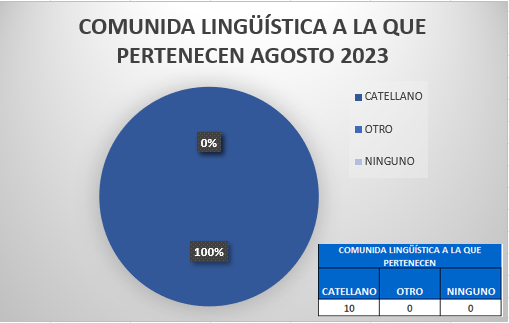 COMUNIDA LINGÜÍSTICA A LA QUE
PERTENECEN AGOSTO 2023
CATELLANO
OTRO
NINGUNO
0%
100%
COMUNIDA LINGÜÍSTICA A LA QUE
PERTENECEN
CATELLANO OTRO NINGUNO
10 0 0